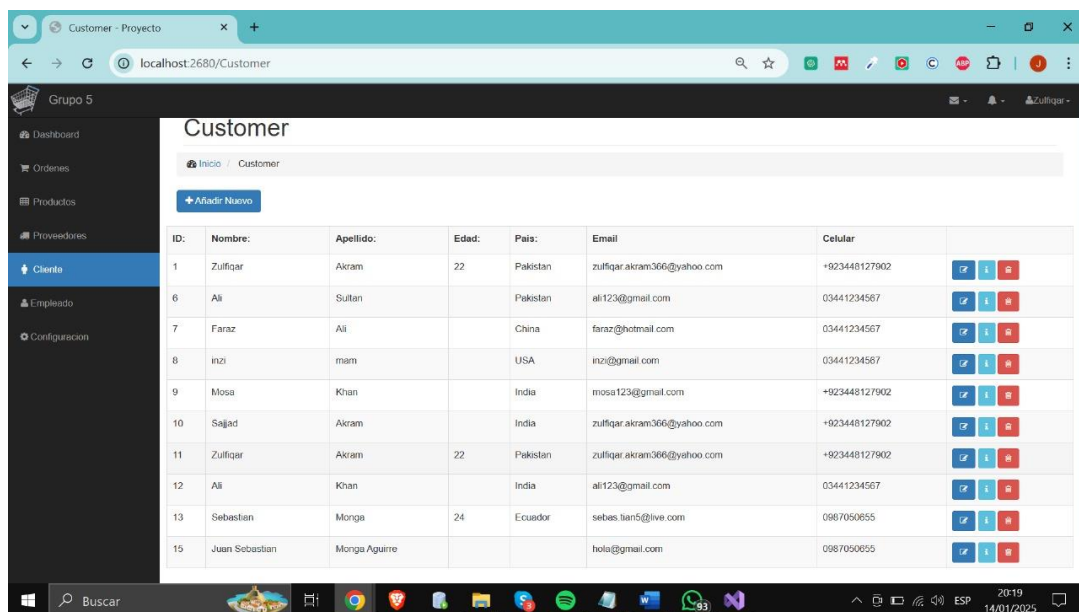 Customer - Proyecto
localhost:2680/Customer
ABP
J
Grupo 5
Zulfiqar
Dashboard
Ordenes
Productos
Proveedores
Cliente
Empleado
Configuracion
Customer
Inicio / Customer
Añadir Nuevo
ID: Nombre: Apellido: Edad: Pais: Email Celular
1 Zulfiqar Akram 22 Pakistan zulfiqar.akram366@yahoo.com +923448127902
6 Ali Sultan Pakistan ali123@gmail.com 03441234567
7 Faraz Ali China faraz@hotmail.com 03441234567
8 inzi mam USA inzi@gmail.com 03441234567
9 Mosa Khan India mosa123@gmail.com +923448127902
10 Sajjad Akram India zulfiqar.akram366@yahoo.com +923448127902
11 Zulfiqar Akram 22 Pakistan zulfiqar.akram366@yahoo.com +923448127902
12 Ali Khan India ali123@gmail.com 03441234567
13 Sebastian Monga 24 Ecuador sebas.tian5@live.com 0987050655
15 Juan Sebastian Monga Aguirre hola@gmail.com 0987050655
Buscar
93
ESP
20:19
14/01/2025